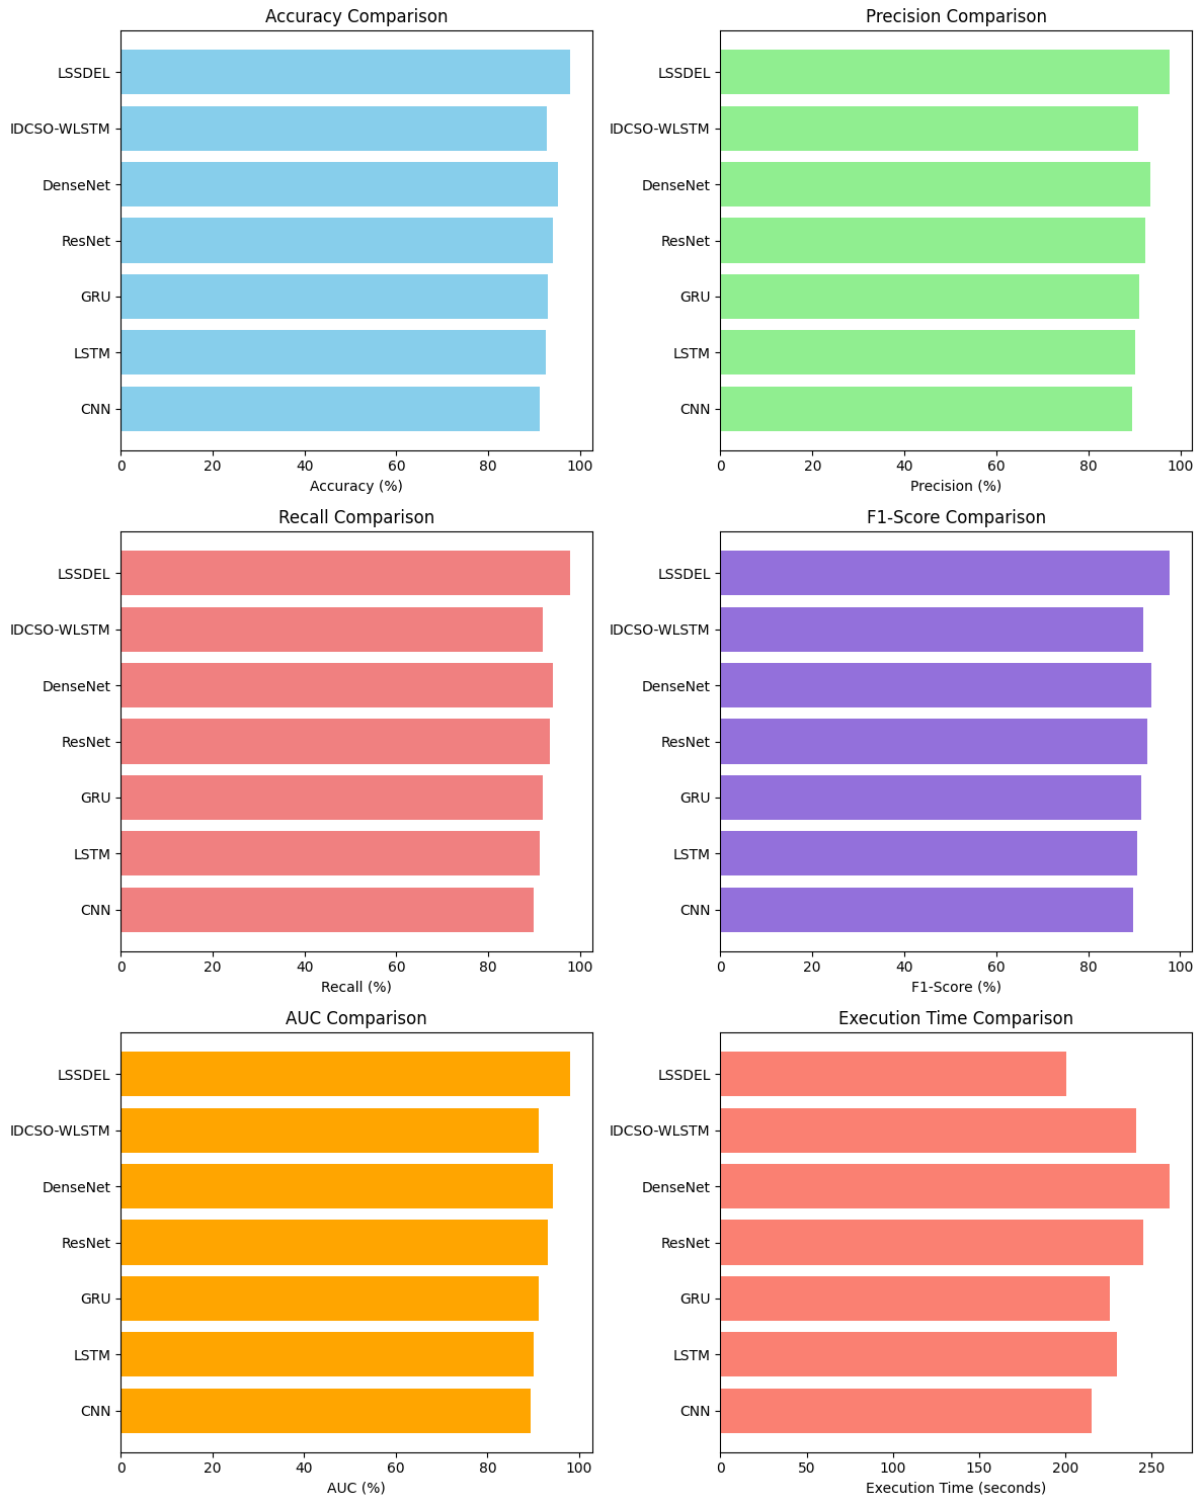 Accuracy Comparison
LSSDEL
IDCSO-WLSTM
DenseNet
ResNet
GRU
LSTM
CNN
0 20 40 60 80 100
Accuracy (%)
Precision Comparison
LSSDEL
IDCSO-WLSTM
DenseNet
ResNet
GRU
LSTM
CNN
0 20 40 60 80 100
Precision (%)
Recall Comparison
LSSDEL
IDCSO-WLSTM
DenseNet
ResNet
GRU
LSTM
CNN
0 20 40 60 80 100
Recall (%)
F1-Score Comparison
LSSDEL
IDCSO-WLSTM
DenseNet
ResNet
GRU
LSTM
CNN
0 20 40 60 80 100
F1-Score (%)
AUC Comparison
LSSDEL
IDCSO-WLSTM
DenseNet
ResNet
GRU
LSTM
CNN
0 20 40 60 80 100
AUC (%)
Execution Time Comparison
LSSDEL
IDCSO-WLSTM
DenseNet
ResNet
GRU
LSTM
CNN
0 50 100 150 200 250
Execution Time (seconds)